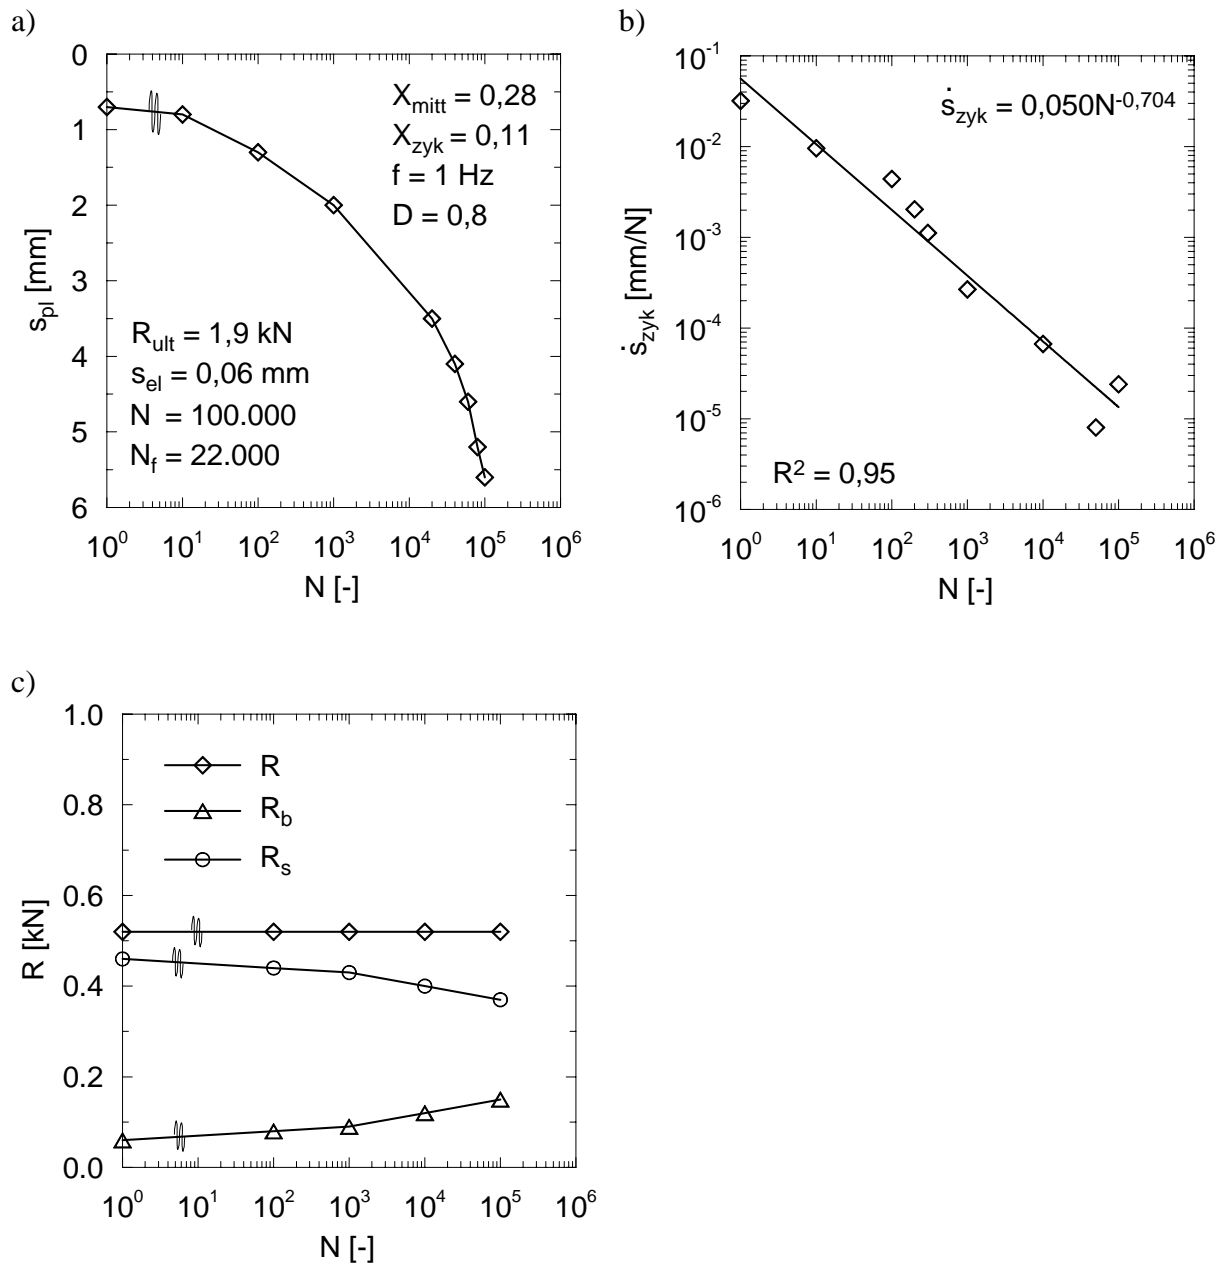 a)
0
1
2
3
4
5
6
s_pl [mm]
X_mitt = 0,28
X_zyk = 0,11
f = 1 Hz
D = 0,8
R_ult = 1,9 kN
s_el = 0,06 mm
N = 100.000
N_f = 22.000
10^0 10^1 10^2 10^3 10^4 10^5 10^6
N [-]
b)
10^-1
10^-2
10^-3
10^-4
10^-5
10^-6
ṡ_zyk [mm/N]
ṡ_zyk = 0,050N^-0,704
R^2 = 0,95
10^0 10^1 10^2 10^3 10^4 10^5 10^6
N [-]
c)
1.0
0.8
0.6
0.4
0.2
0.0
R [kN]
R
R_b
R_s
10^0 10^1 10^2 10^3 10^4 10^5 10^6
N [-]